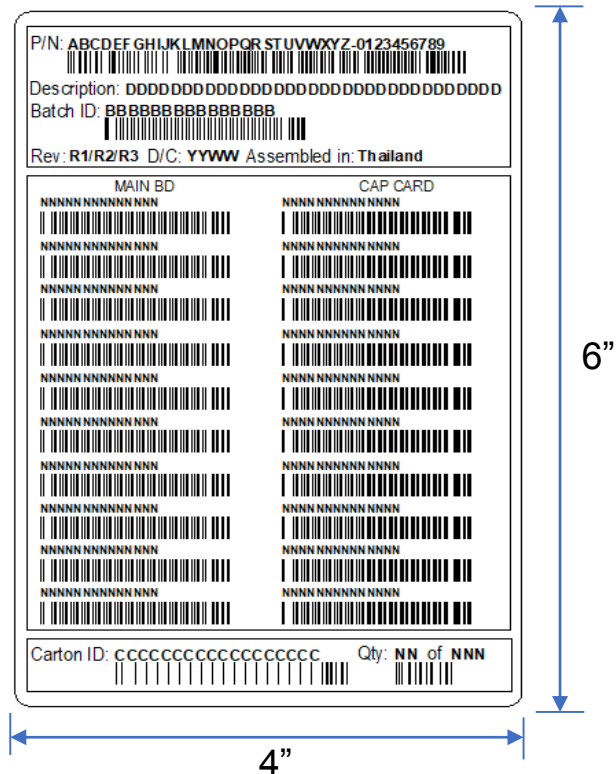 P/N: ABCDEFGHIJKLMNOPQRSTUVWXYZ-0123456789
Description: DDDDDDDDDDDDDDDDDDDDDDDDDDDDDDDDD
Batch ID: BBBBBBBBBBBBBBB
Rev: R1/R2/R3 D/C: YYWW Assembled in: Thailand
MAIN BD CAP CARD
NNNNNNNNNNNNNNN NNNNNNNNNNNNNNN
NNNNNNNNNNNNNNN NNNNNNNNNNNNNNN
NNNNNNNNNNNNNNN NNNNNNNNNNNNNNN
NNNNNNNNNNNNNNN NNNNNNNNNNNNNNN
NNNNNNNNNNNNNNN NNNNNNNNNNNNNNN
NNNNNNNNNNNNNNN NNNNNNNNNNNNNNN
NNNNNNNNNNNNNNN NNNNNNNNNNNNNNN
NNNNNNNNNNNNNNN NNNNNNNNNNNNNNN
NNNNNNNNNNNNNNN NNNNNNNNNNNNNNN
NNNNNNNNNNNNNNN NNNNNNNNNNNNNNN
Carton ID: CCCCCCCCCCCCCCCCCC Qty: NN of NNN
6”
4”